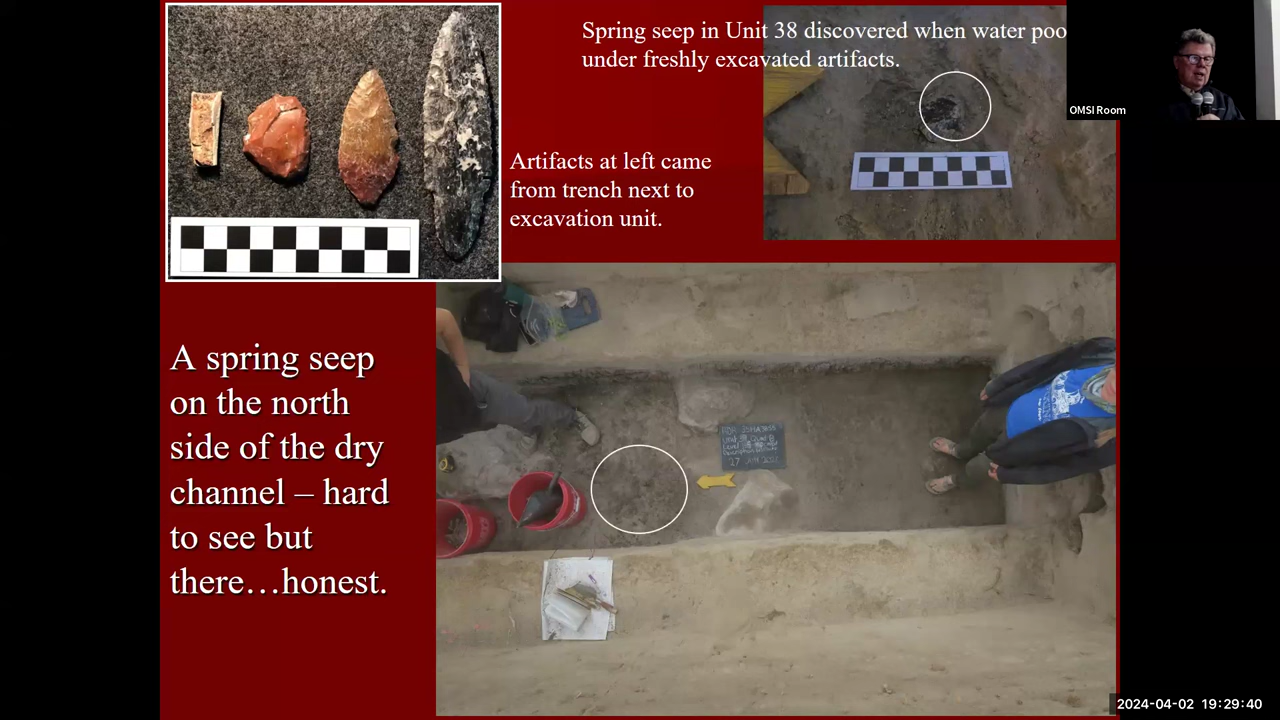 Spring seep in Unit 38 discovered when water poo
under freshly excavated artifacts.
OMSI Room
Artifacts at left came
from trench next to
excavation unit.
A spring seep
on the north
side of the dry
channel – hard
to see but
there…honest.
2024-04-02 19:29:40